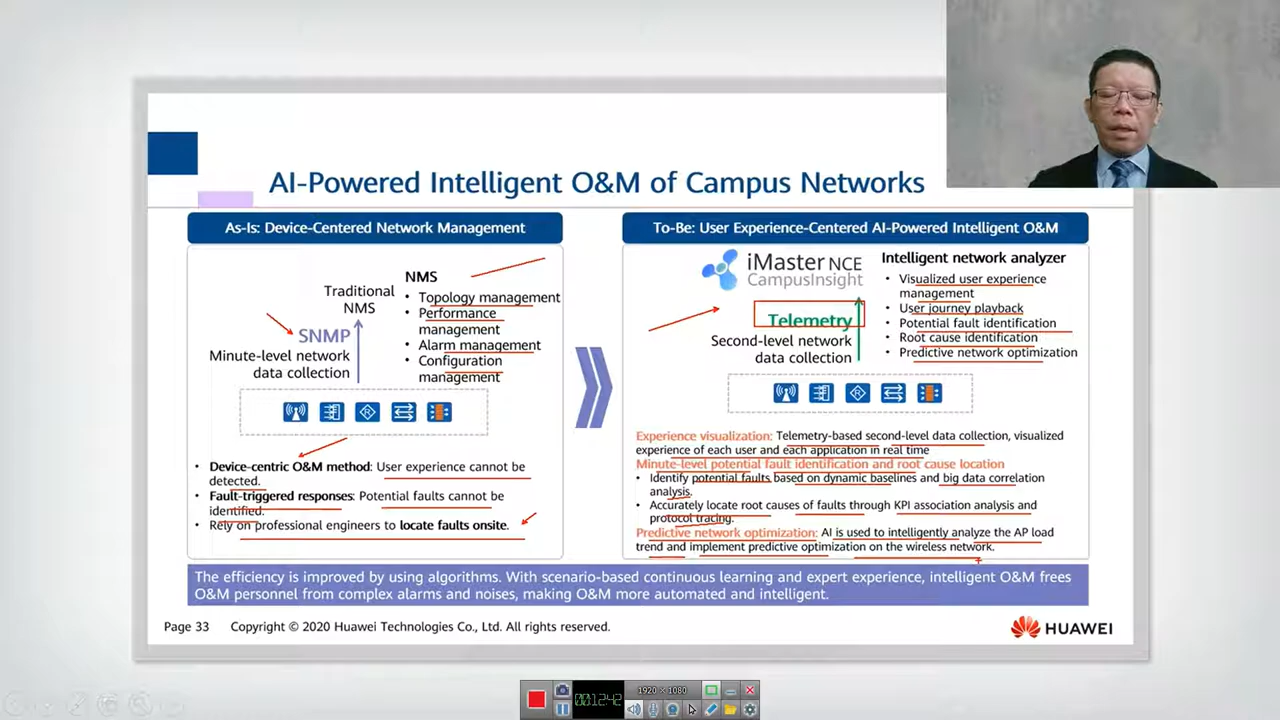 AI-Powered Intelligent O&M of Campus Networks
As-Is: Device-Centered Network Management
NMS
Traditional
NMS
• Topology management
• Performance
management
• Alarm management
• Configuration
management
SNMP
Minute-level network
data collection
R
• Device-centric O&M method: User experience cannot be
detected.
• Fault-triggered responses: Potential faults cannot be
identified.
• Rely on professional engineers to locate faults onsite.
To-Be: User Experience-Centered AI-Powered Intelligent O&M
iMaster NCE
CampusInsight
Telemetry
Second-level network
data collection
Intelligent network analyzer
• Visualized user experience
management
• User journey playback
• Potential fault identification
• Root cause identification
• Predictive network optimization
R
Experience visualization: Telemetry-based second-level data collection, visualized
experience of each user and each application in real time
Minute-level potential fault identification and root cause location
• Identify potential faults based on dynamic baselines and big data correlation
analysis.
• Accurately locate root causes of faults through KPI association analysis and
protocol tracing.
Predictive network optimization: AI is used to intelligently analyze the AP load
trend and implement predictive optimization on the wireless network.
The efficiency is improved by using algorithms. With scenario-based continuous learning and expert experience, intelligent O&M frees
O&M personnel from complex alarms and noises, making O&M more automated and intelligent.
Page 33 Copyright © 2020 Huawei Technologies Co., Ltd. All rights reserved.
HUAWEI
1920 x 1080